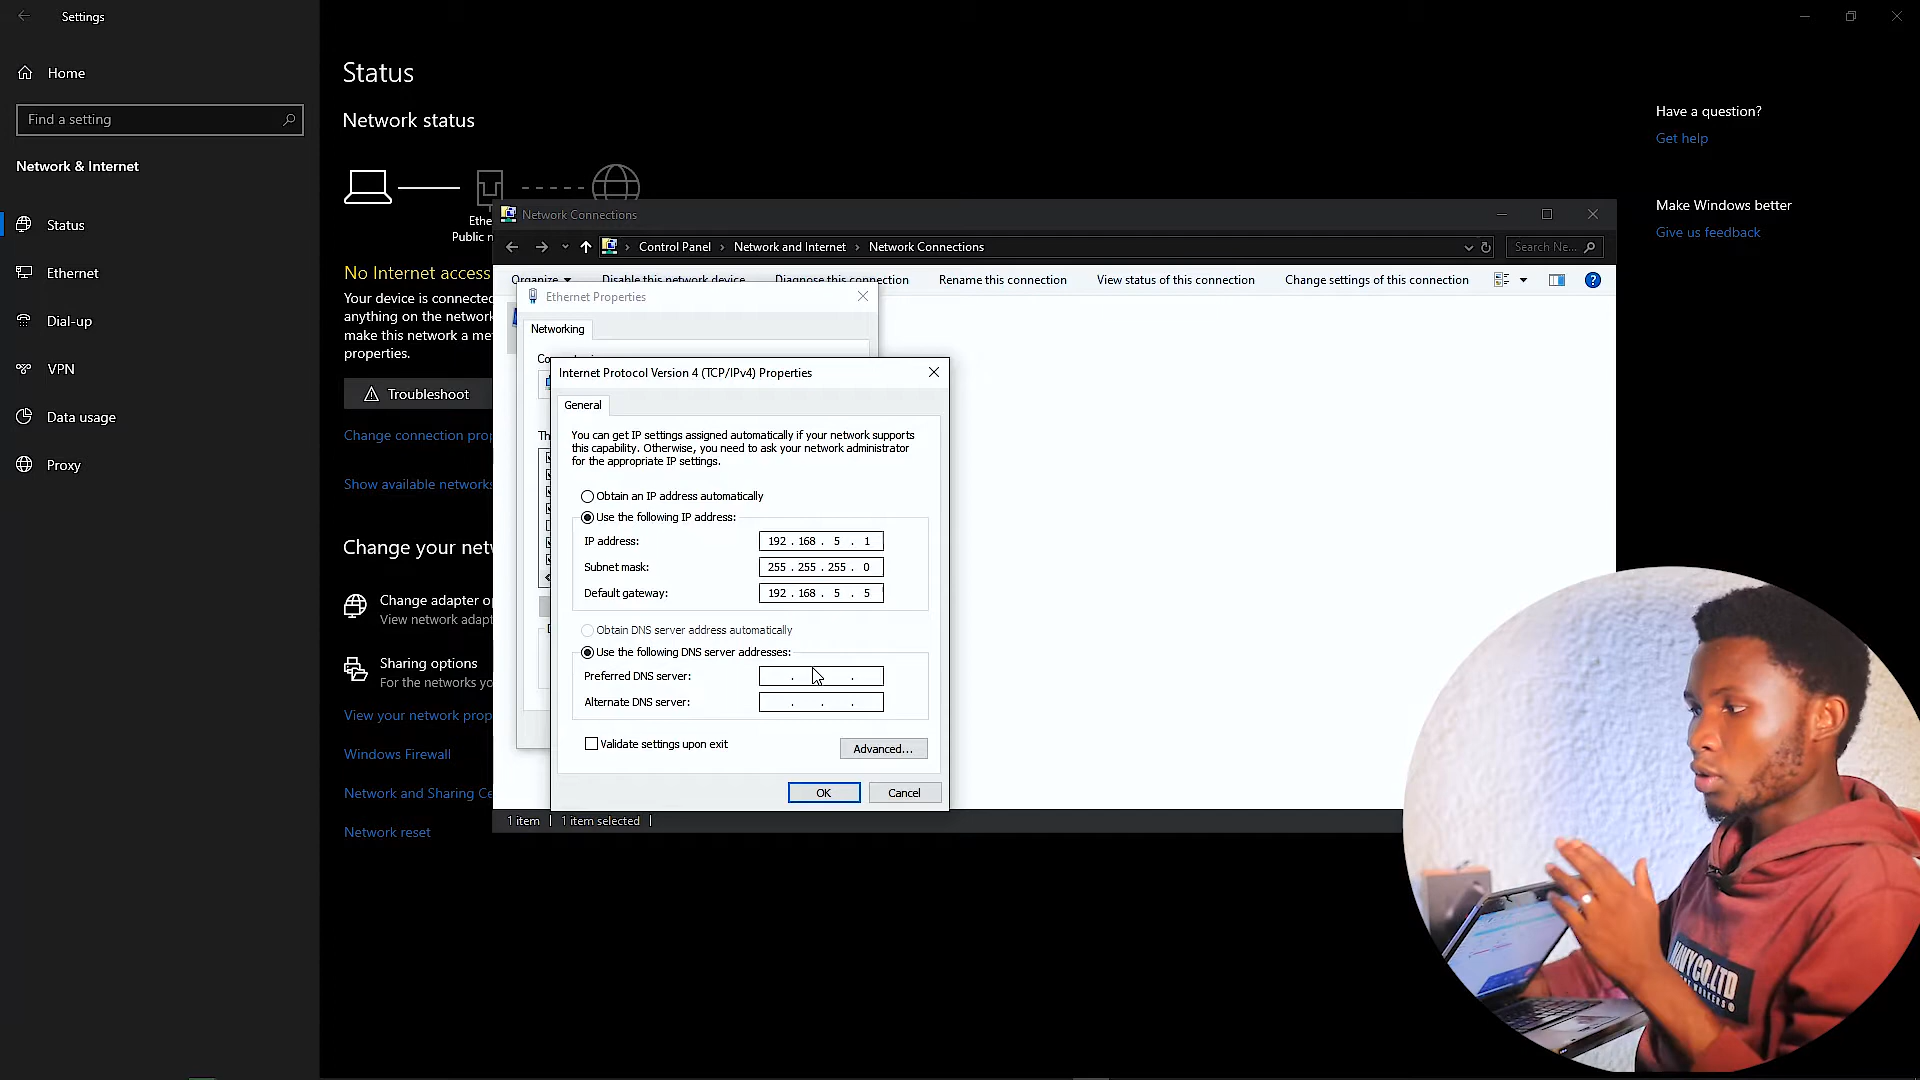 Settings
Home
Find a setting
Network & Internet
Status
Ethernet
Dial-up
VPN
Data usage
Proxy
Status
Network status
Ethe
Public n
No Internet access
Your device is connected
anything on the network
make this network a me
properties.
Troubleshoot
Change connection prop
Show available networks
Change your netw
Change adapter op
View network adapt
Sharing options
For the networks yo
View your network prop
Windows Firewall
Network and Sharing Ce
Network reset
Have a question?
Get help
Make Windows better
Give us feedback
Network Connections
Control Panel > Network and Internet > Network Connections
Search Ne...
Organize Disable this network device Diagnose this connection Rename this connection View status of this connection Change settings of this connection
Ethernet Properties
Networking
Co
Th
Internet Protocol Version 4 (TCP/IPv4) Properties
General
You can get IP settings assigned automatically if your network supports
this capability. Otherwise, you need to ask your network administrator
for the appropriate IP settings.
Obtain an IP address automatically
Use the following IP address:
IP address: 192 . 168 . 5 . 1
Subnet mask: 255 . 255 . 255 . 0
Default gateway: 192 . 168 . 5 . 5
Obtain DNS server address automatically
Use the following DNS server addresses:
Preferred DNS server: . . .
Alternate DNS server: . . .
Validate settings upon exit
Advanced...
OK Cancel
1 item 1 item selected